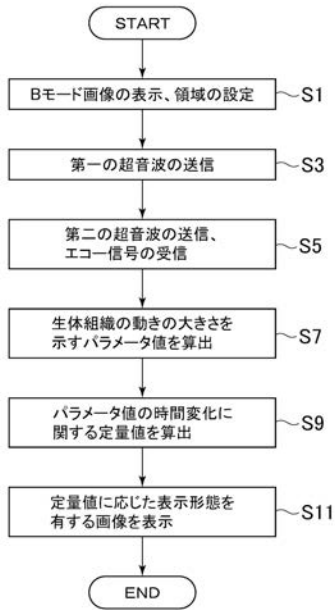 START
Bモード画像の表示、領域の設定
S1
第一の超音波の送信
S3
第二の超音波の送信、
エコー信号の受信
S5
生体組織の動きの大きさを
示すパラメータ値を算出
S7
パラメータ値の時間変化に
関する定量値を算出
S9
定量値に応じた表示形態を
有する画像を表示
S11
END